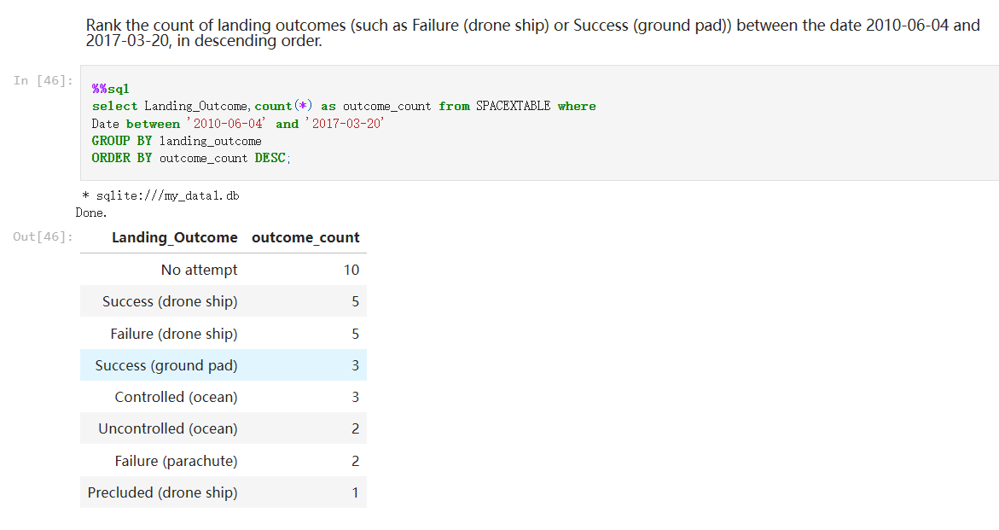 Rank the count of landing outcomes (such as Failure (drone ship) or Success (ground pad)) between the date 2010-06-04 and
2017-03-20, in descending order.
In [46]:
%%sql
select Landing_Outcome,count(*) as outcome_count from SPACEXTABLE where
Date between '2010-06-04' and '2017-03-20'
GROUP BY landing_outcome
ORDER BY outcome_count DESC;
* sqlite:///my_data1.db
Done.
Out[46]:
Landing_Outcome outcome_count
No attempt 10
Success (drone ship) 5
Failure (drone ship) 5
Success (ground pad) 3
Controlled (ocean) 3
Uncontrolled (ocean) 2
Failure (parachute) 2
Precluded (drone ship) 1